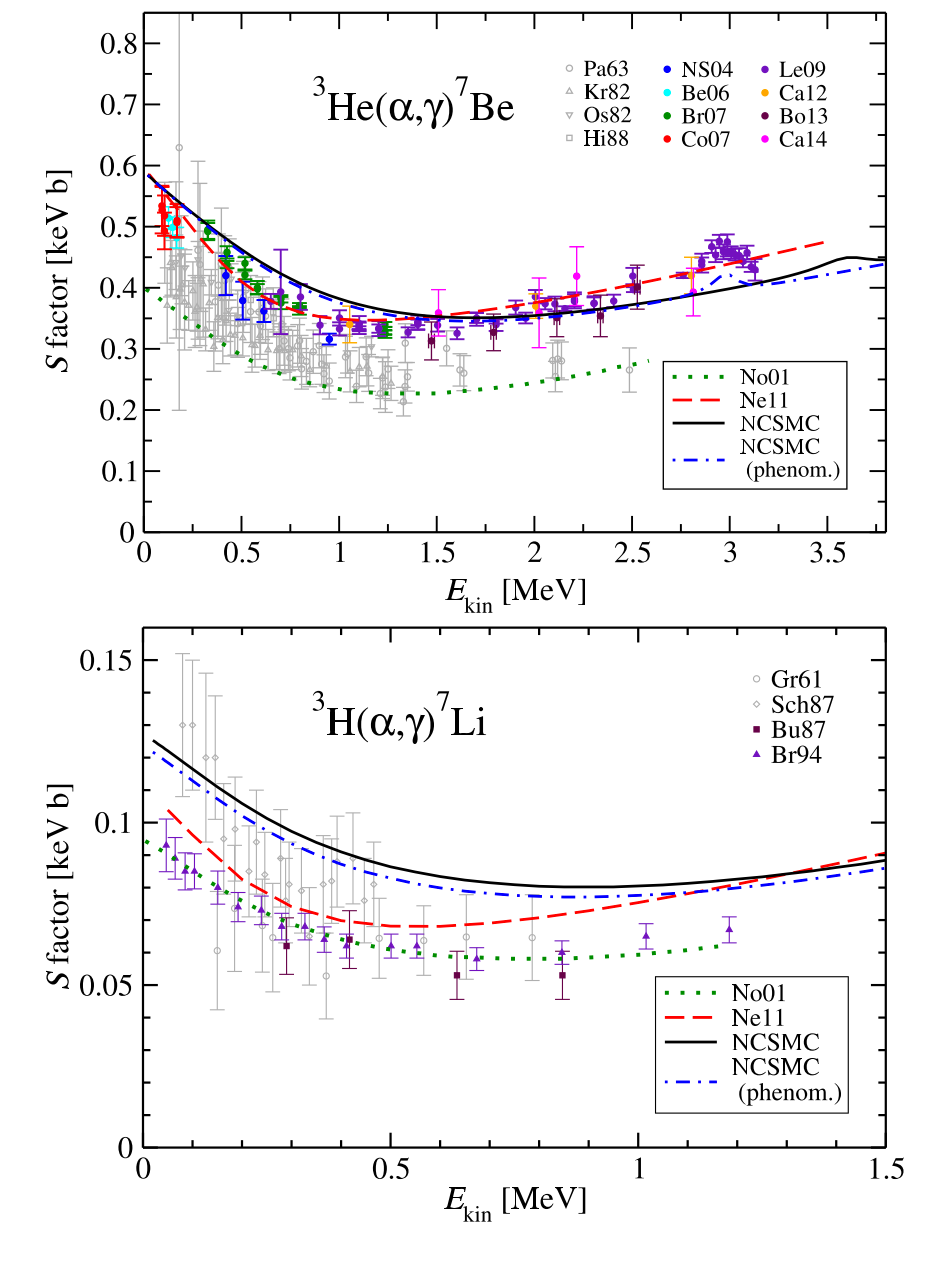 0.8
0.7
0.6
0.5
0.4
0.3
0.2
0.1
0
S factor [keV b]
³He(α,γ)⁷Be
Pa63
Kr82
Os82
Hi88
NS04
Be06
Br07
Co07
Le09
Ca12
Bo13
Ca14
No01
Ne11
NCSMC
NCSMC
(phenom.)
0 0.5 1 1.5 2 2.5 3 3.5
E_kin [MeV]
0.15
0.1
0.05
0
S factor [keV b]
³H(α,γ)⁷Li
Gr61
Sch87
Bu87
Br94
No01
Ne11
NCSMC
NCSMC
(phenom.)
0 0.5 1 1.5
E_kin [MeV]